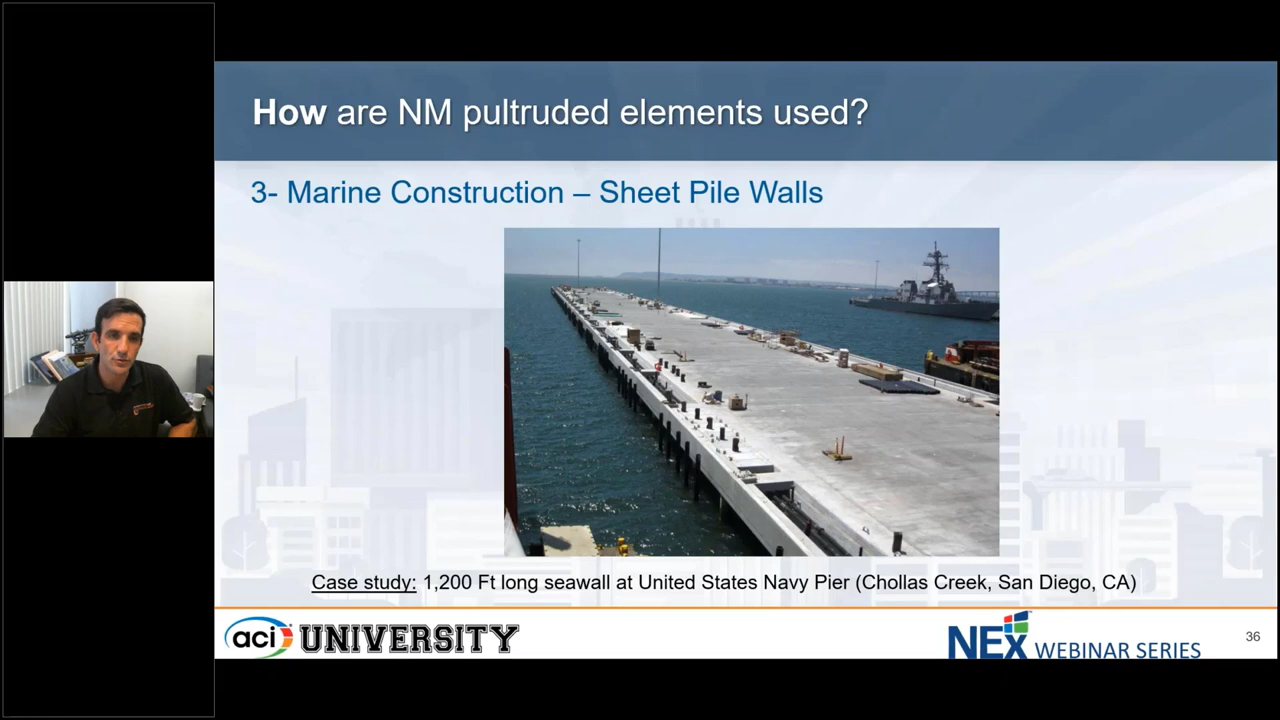 How are NM pultruded elements used?
3- Marine Construction – Sheet Pile Walls
Case study: 1,200 Ft long seawall at United States Navy Pier (Chollas Creek, San Diego, CA)
aci UNIVERSITY
NEX WEBINAR SERIES
36